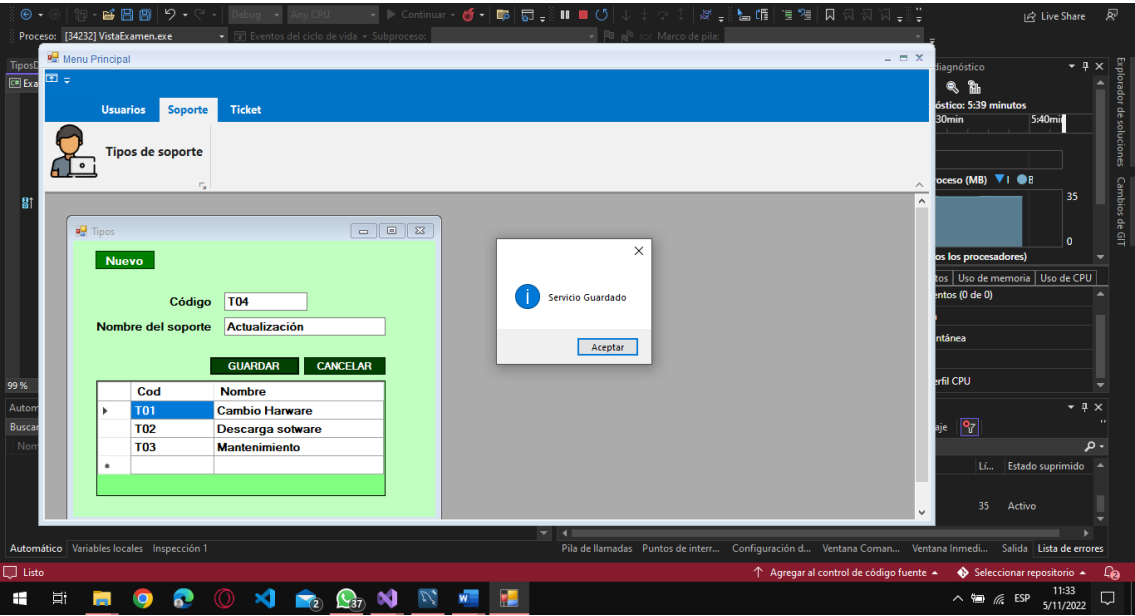 Debug Any CPU Continuar Live Share
Proceso: [34232] VistaExamen.exe Eventos del ciclo de vida Subproceso: Marco de pila:
Menu Principal
diagnóstico
Usuarios Soporte Ticket
Tipos de soporte
óstico: 5:39 minutos
30min 5:40mi
oceso (MB) I B
35
0
os los procesadores)
tos Uso de memoria Uso de CPU
entos (0 de 0)
ntánea
erfil CPU
Explorador de soluciones
Cambios de GIT
Tipos
Nuevo
Código T04
Nombre del soporte Actualización
GUARDAR CANCELAR
Cod Nombre
T01 Cambio Harware
T02 Descarga sotware
T03 Mantenimiento
Servicio Guardado
Aceptar
99 %
Autom
Buscar
Nom
aje
Lí... Estado suprimido
35 Activo
Automático Variables locales Inspección 1
Pila de llamadas Puntos de interr... Configuración d... Ventana Coman... Ventana Inmedi... Salida Lista de errores
Listo Agregar al control de código fuente Seleccionar repositorio 2
2 37 ESP 11:33
5/11/2022